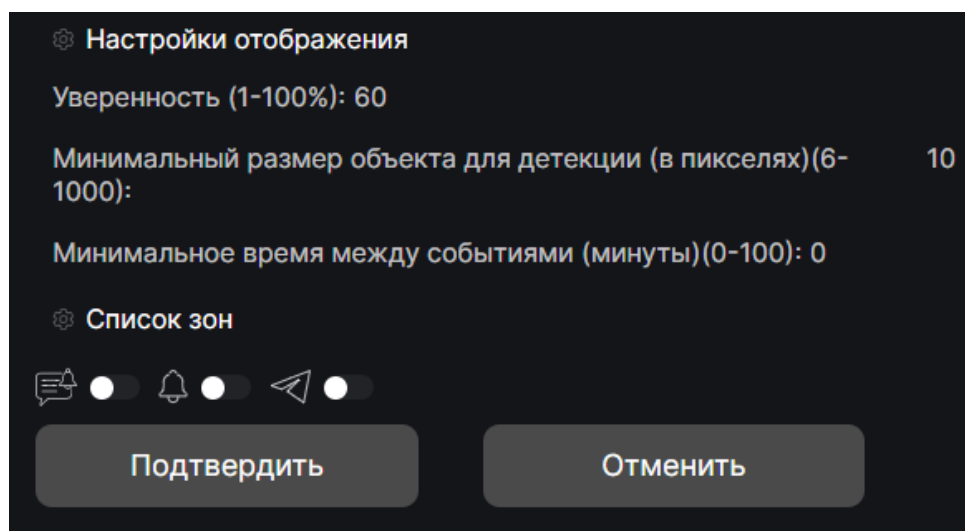 Настройки отображения
Уверенность (1-100%): 60
Минимальный размер объекта для детекции (в пикселях)(6- 10
1000):
Минимальное время между событиями (минуты)(0-100): 0
Список зон
Подтвердить Отменить